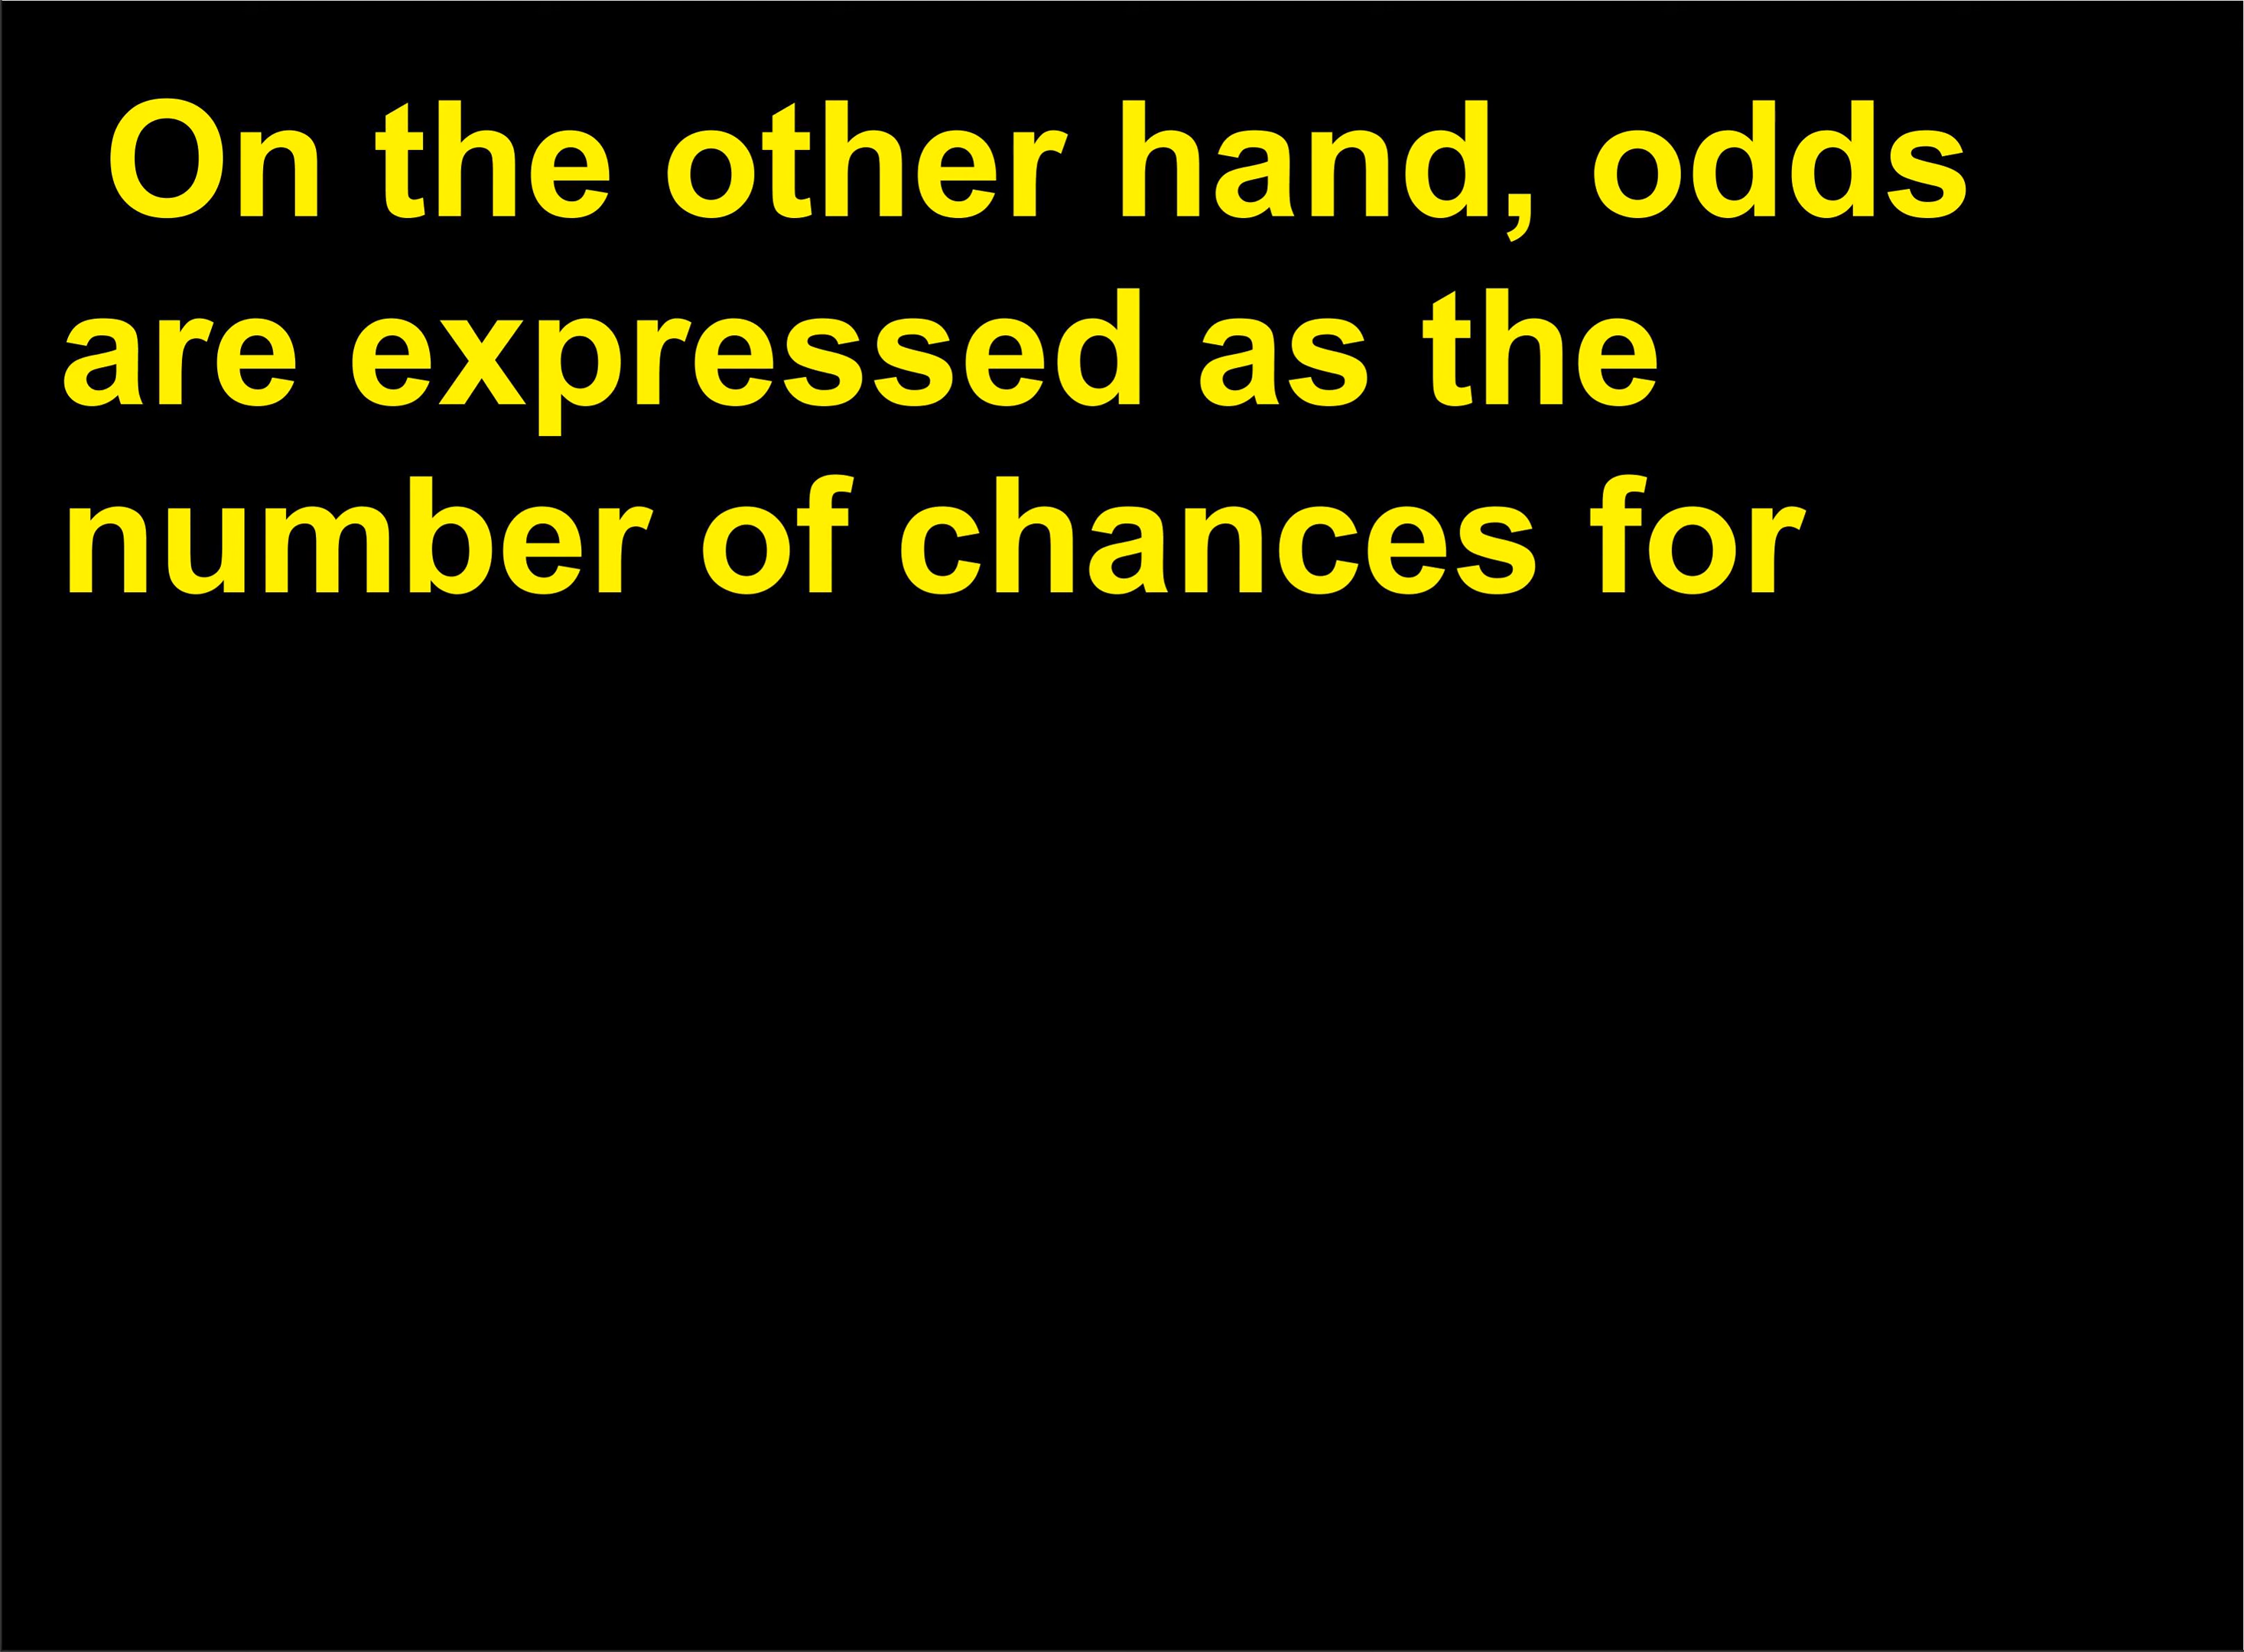 On the other hand, odds
are expressed as the
number of chances for